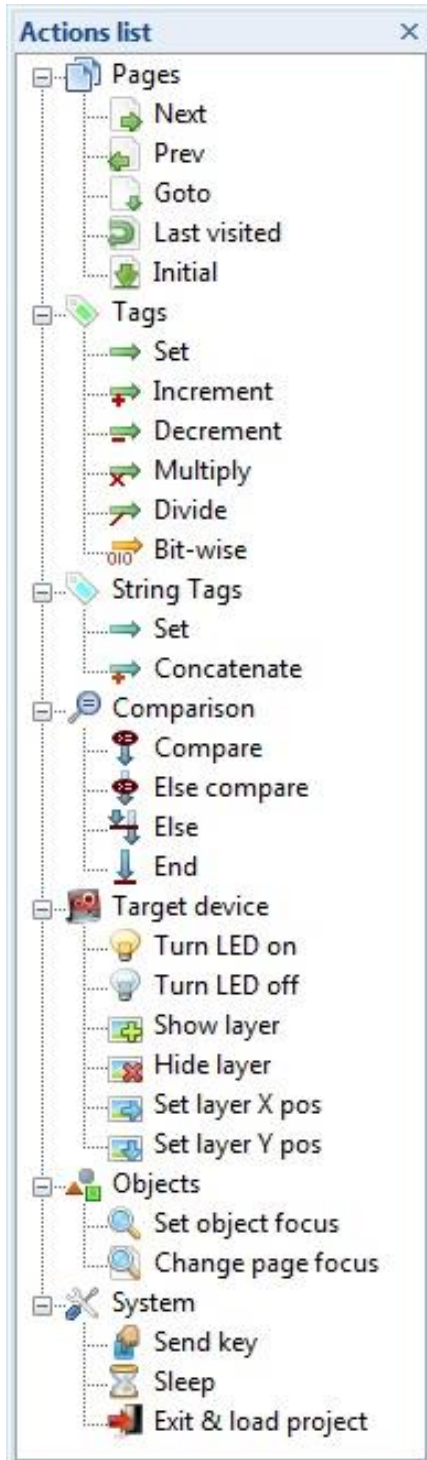 Actions list
Pages
Next
Prev
Goto
Last visited
Initial
Tags
Set
Increment
Decrement
Multiply
Divide
010 Bit-wise
String Tags
Set
Concatenate
Comparison
Compare
Else compare
Else
End
Target device
Turn LED on
Turn LED off
Show layer
Hide layer
Set layer X pos
Set layer Y pos
Objects
Set object focus
Change page focus
System
Send key
Sleep
Exit & load project